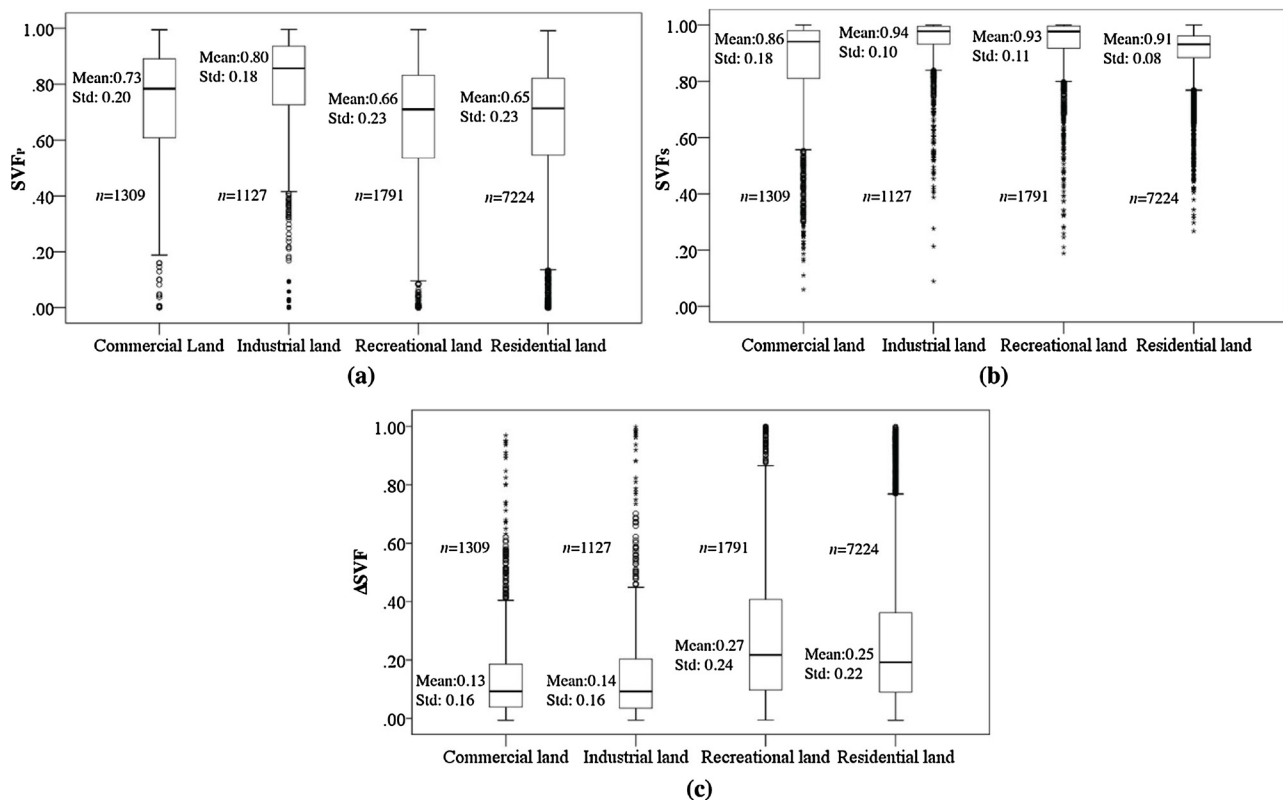 1.00
.80
.60
.40
.20
.00
SVFP
Mean:0.73
Std: 0.20
n=1309
Mean:0.80
Std: 0.18
n=1127
Mean:0.66
Std: 0.23
n=1791
Mean:0.65
Std: 0.23
n=7224
Commercial Land
Industrial land
Recreational land
Residential land
(a)
1.00
.80
.60
.40
.20
.00
SVFS
Mean:0.86
Std: 0.18
n=1309
Mean:0.94
Std: 0.10
n=1127
Mean:0.93
Std: 0.11
n=1791
Mean:0.91
Std: 0.08
n=7224
Commercial land
Industrial land
Recreational land
Residential land
(b)
1.00
.80
.60
.40
.20
.00
ΔSVF
n=1309
Mean:0.13
Std: 0.16
n=1127
Mean:0.14
Std: 0.16
n=1791
Mean:0.27
Std: 0.24
n=7224
Mean:0.25
Std: 0.22
Commercial land
Industrial land
Recreational land
Residential land
(c)